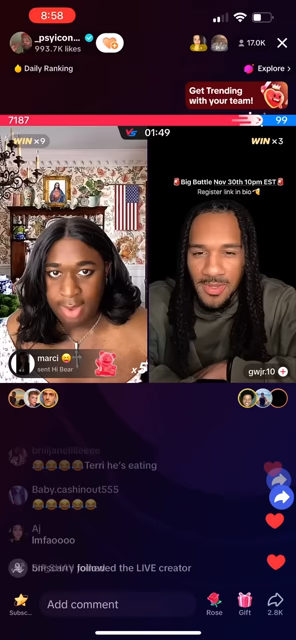 8:58
_psyicon...
993.7K likes
17.0K
Daily Ranking
Explore >
Get Trending
with your team!
7187
99
WIN ×9
VS 01:49
WIN ×3
🚨Big Battle Nov 30th 10pm EST🚨
Register link in bio
marci 😀
sent Hi Bear
x
gwjr.10
😂😂😂😂Terri he's eating
Baby.cashinout555
😂😂😂😂
Aj
lmfaoooo
followed the LIVE creator
Subsc...
Add comment
Rose
Gift
2.8K